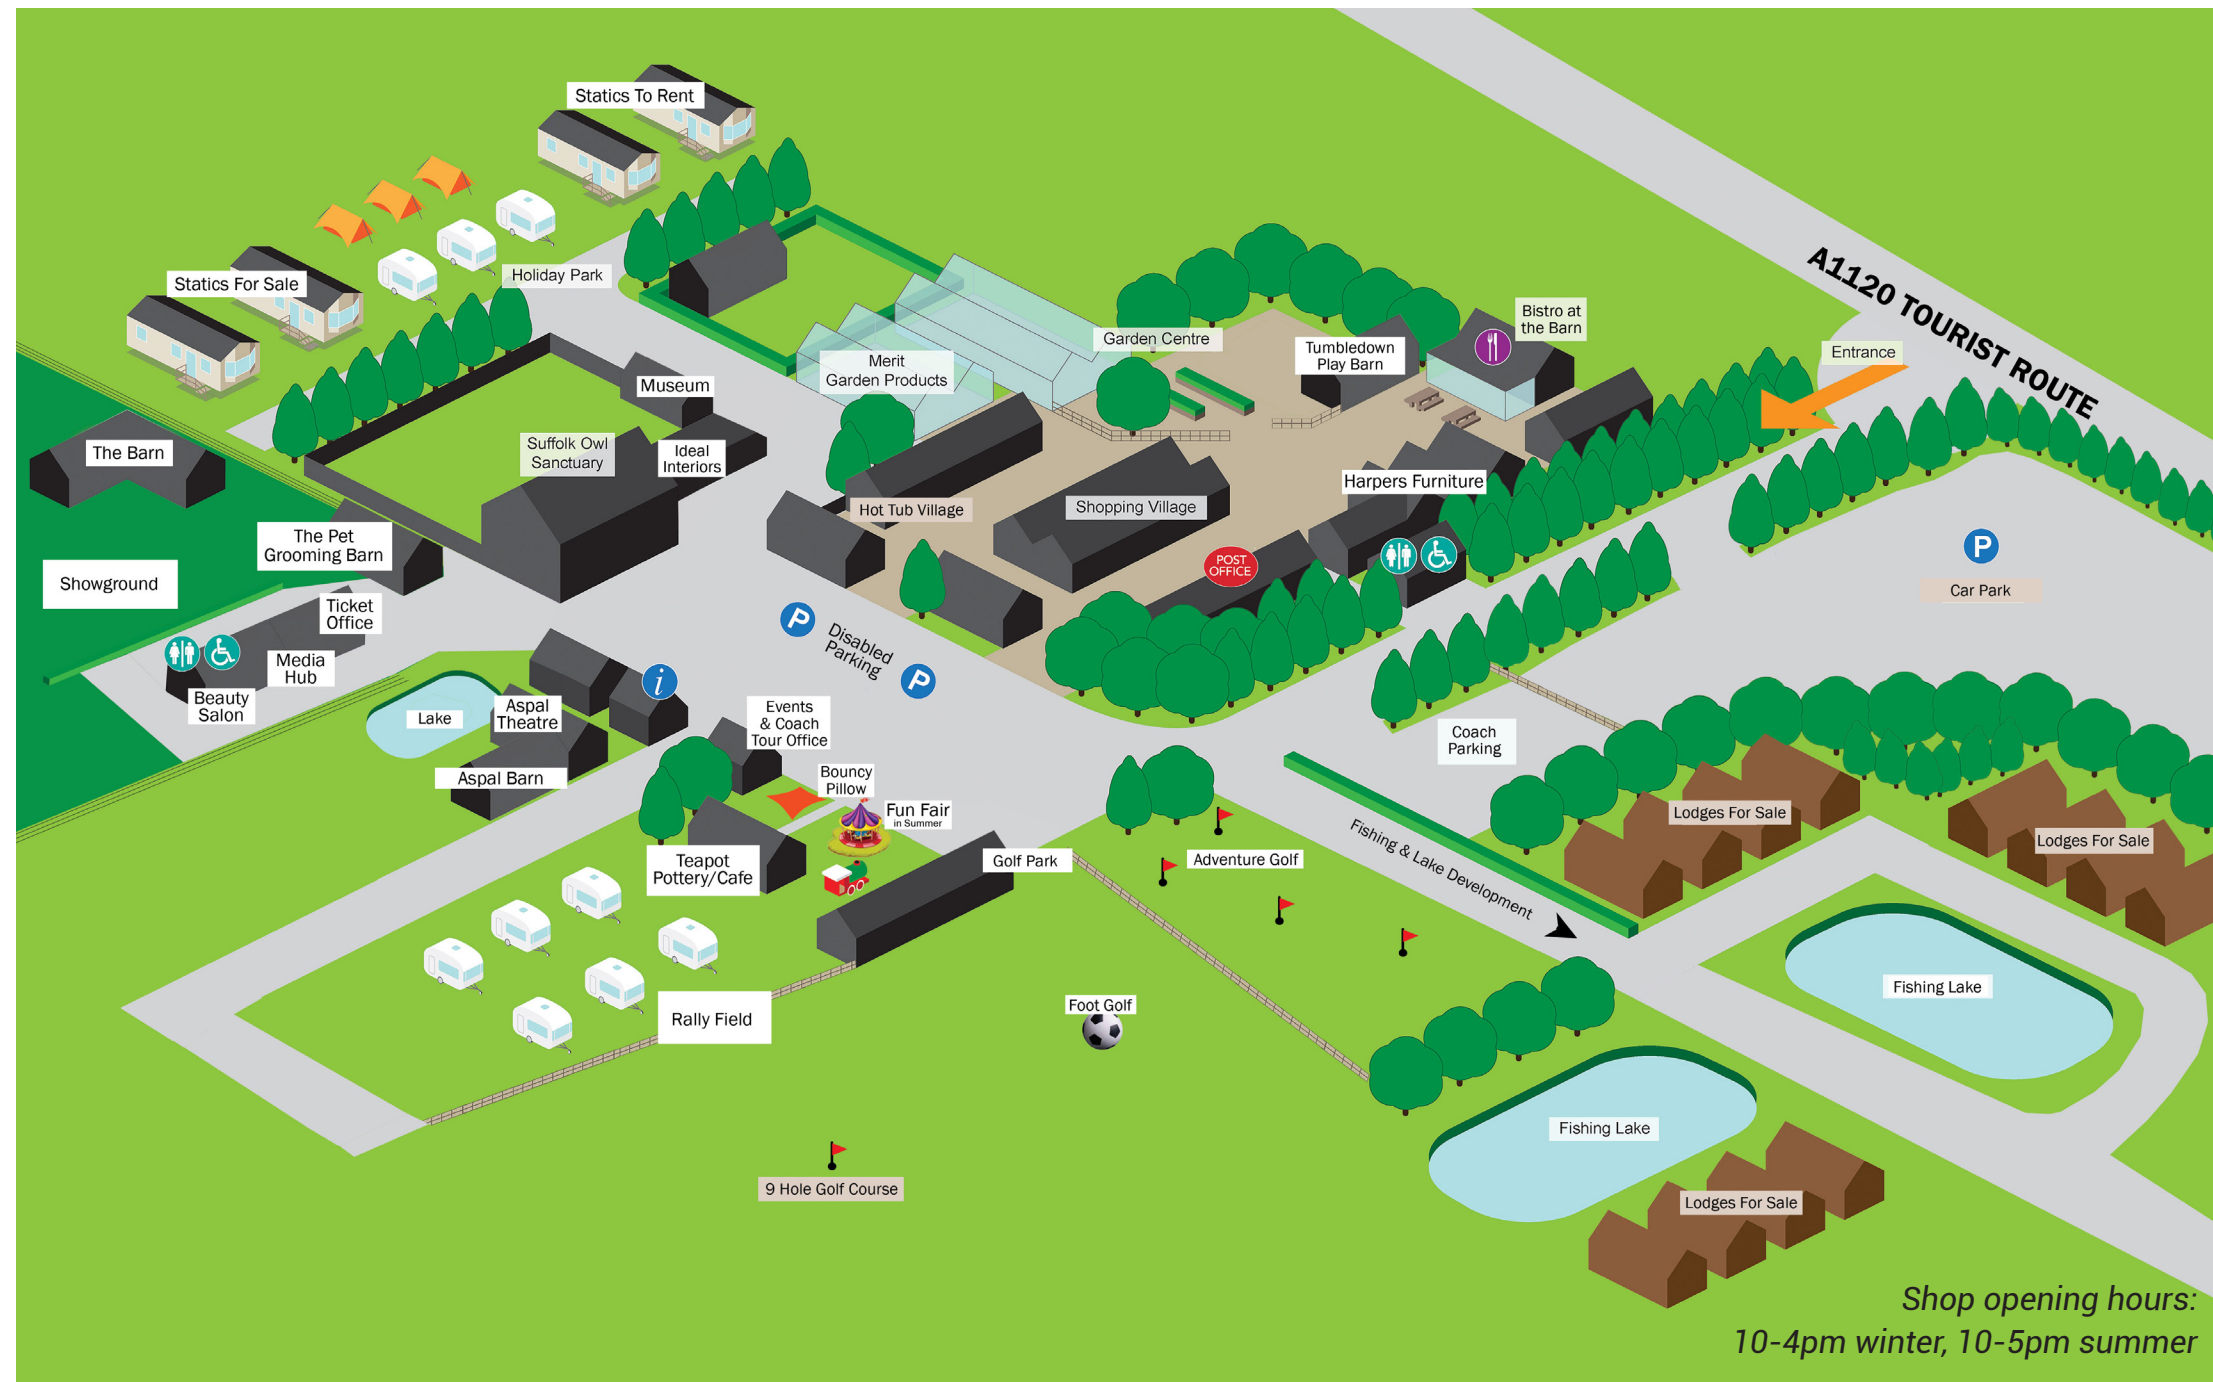 Statics To Rent
A1120 TOURIST ROUTE
Statics For Sale
Holiday Park
Bistro at
the Barn
Garden Centre
Entrance
Tumbledown
Play Barn
Merit
Garden Products
Museum
The Barn
Suffolk Owl
Sanctuary
Ideal
Interiors
Harpers Furniture
Hot Tub Village
Shopping Village
The Pet
Grooming Barn
POST
OFFICE
P
Car Park
Showground
Ticket
Office
P
Disabled
Parking
P
Media
Hub
Beauty
Salon
i
Lake
Aspal
Theatre
Events
& Coach
Tour Office
Coach
Parking
Aspal Barn
Bouncy
Pillow
Fun Fair
in Summer
Lodges For Sale
Lodges For Sale
Fishing & Lake Development
Teapot
Pottery/Cafe
Golf Park
Adventure Golf
Fishing Lake
Rally Field
Foot Golf
Fishing Lake
9 Hole Golf Course
Lodges For Sale
Shop opening hours:
10-4pm winter, 10-5pm summer